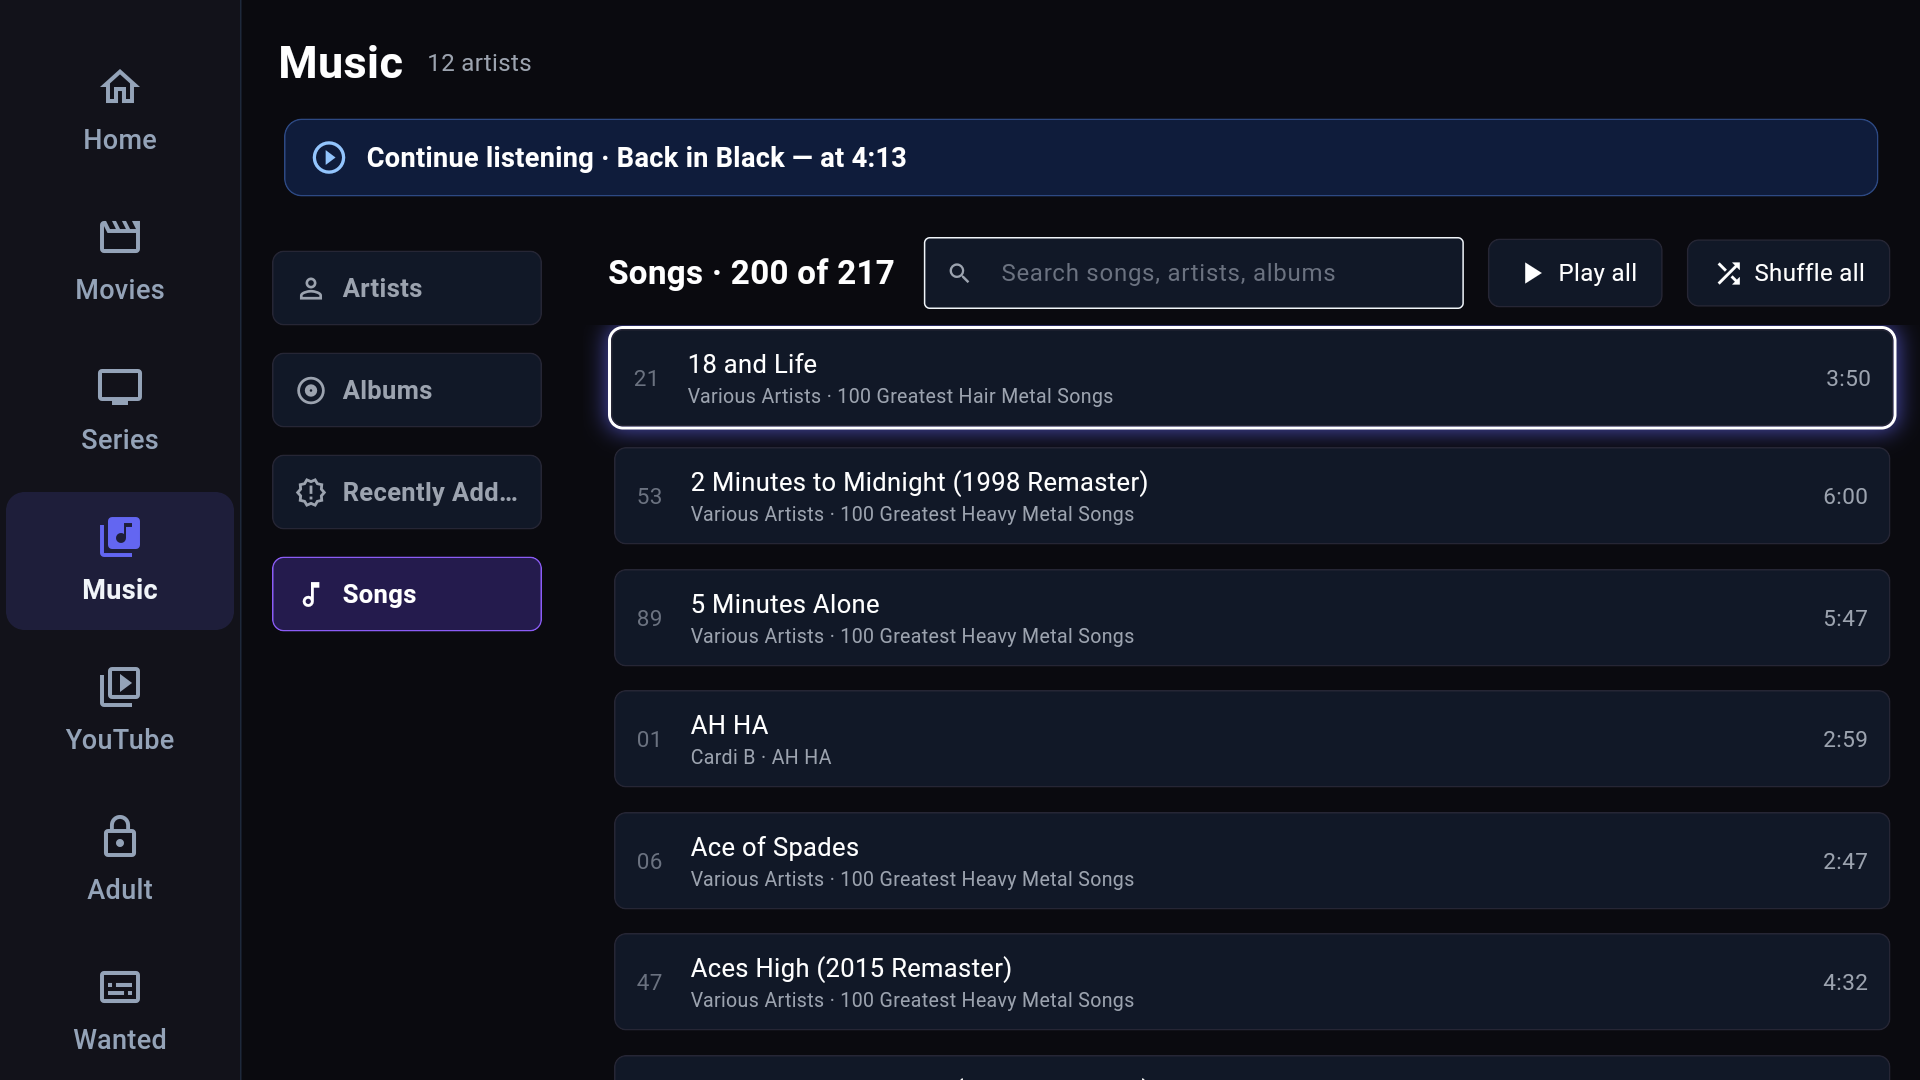 Home
Movies
Series
Music
YouTube
Adult
Wanted
Music 12 artists
Continue listening · Back in Black — at 4:13
Artists
Albums
Recently Add...
Songs
Songs · 200 of 217
Search songs, artists, albums
Play all
Shuffle all
21 18 and Life 3:50
Various Artists · 100 Greatest Hair Metal Songs
53 2 Minutes to Midnight (1998 Remaster) 6:00
Various Artists · 100 Greatest Heavy Metal Songs
89 5 Minutes Alone 5:47
Various Artists · 100 Greatest Heavy Metal Songs
01 AH HA 2:59
Cardi B · AH HA
06 Ace of Spades 2:47
Various Artists · 100 Greatest Heavy Metal Songs
47 Aces High (2015 Remaster) 4:32
Various Artists · 100 Greatest Heavy Metal Songs